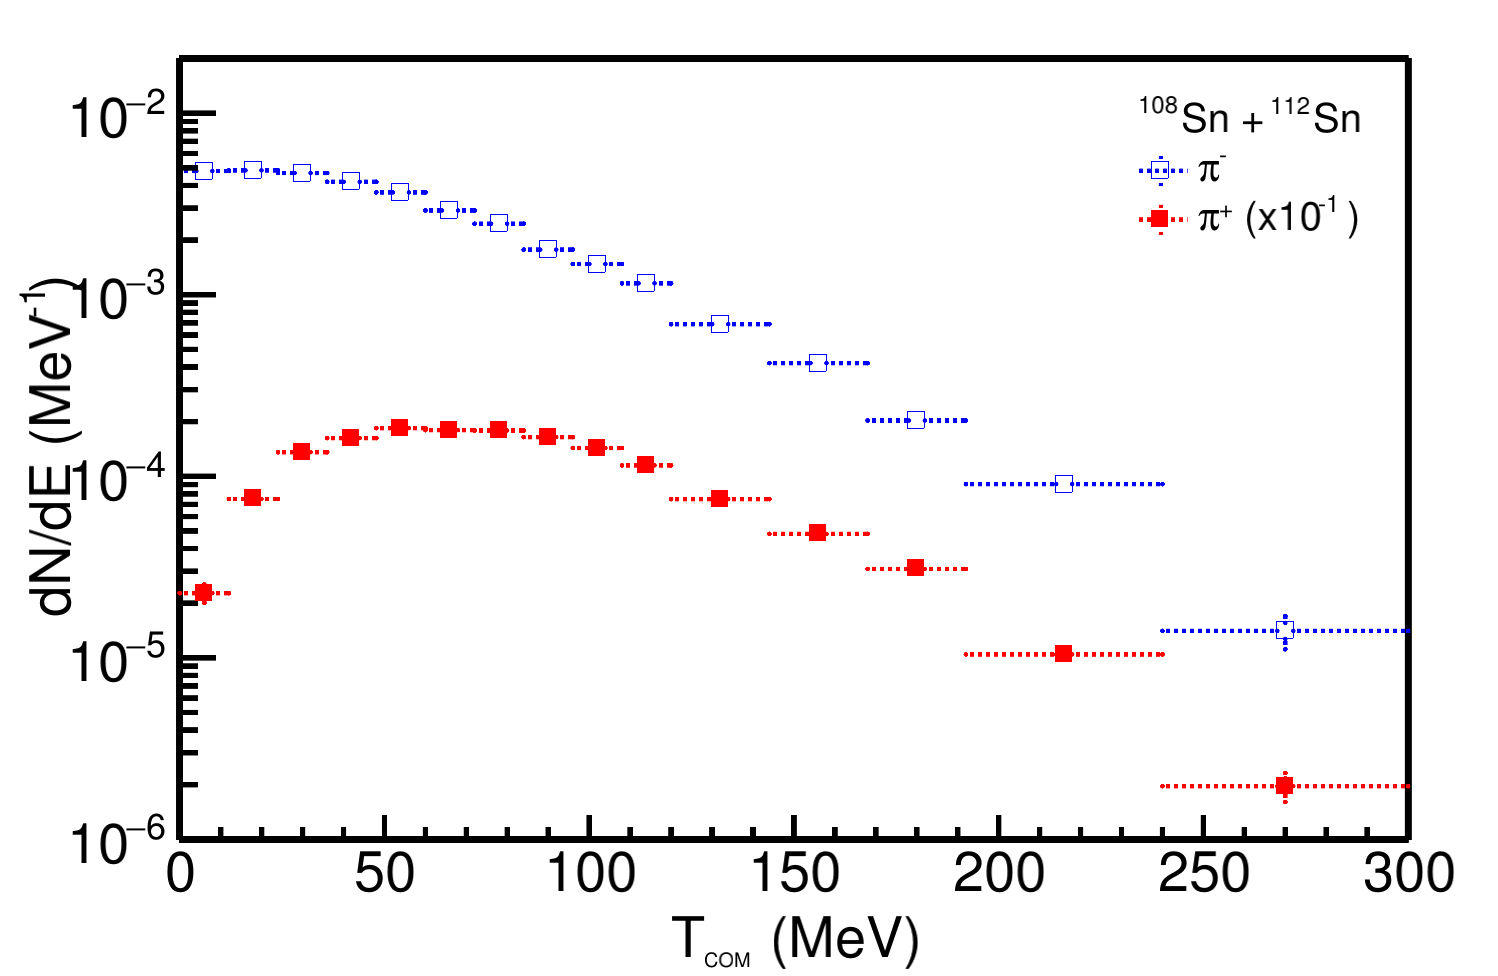 ¹⁰⁸Sn + ¹¹²Sn
π⁻
π⁺ (x10⁻¹)
10⁻²
10⁻³
10⁻⁴
10⁻⁵
10⁻⁶
dN/dE (MeV⁻¹)
0 50 100 150 200 250 300
T_COM (MeV)